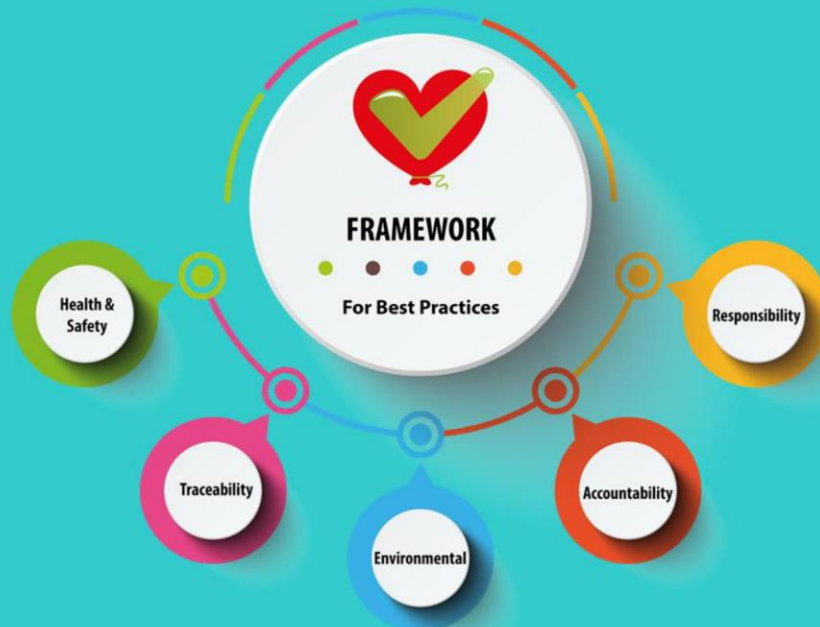 FRAMEWORK
For Best Practices
Health &
Safety
Traceability
Environmental
Accountability
Responsibility